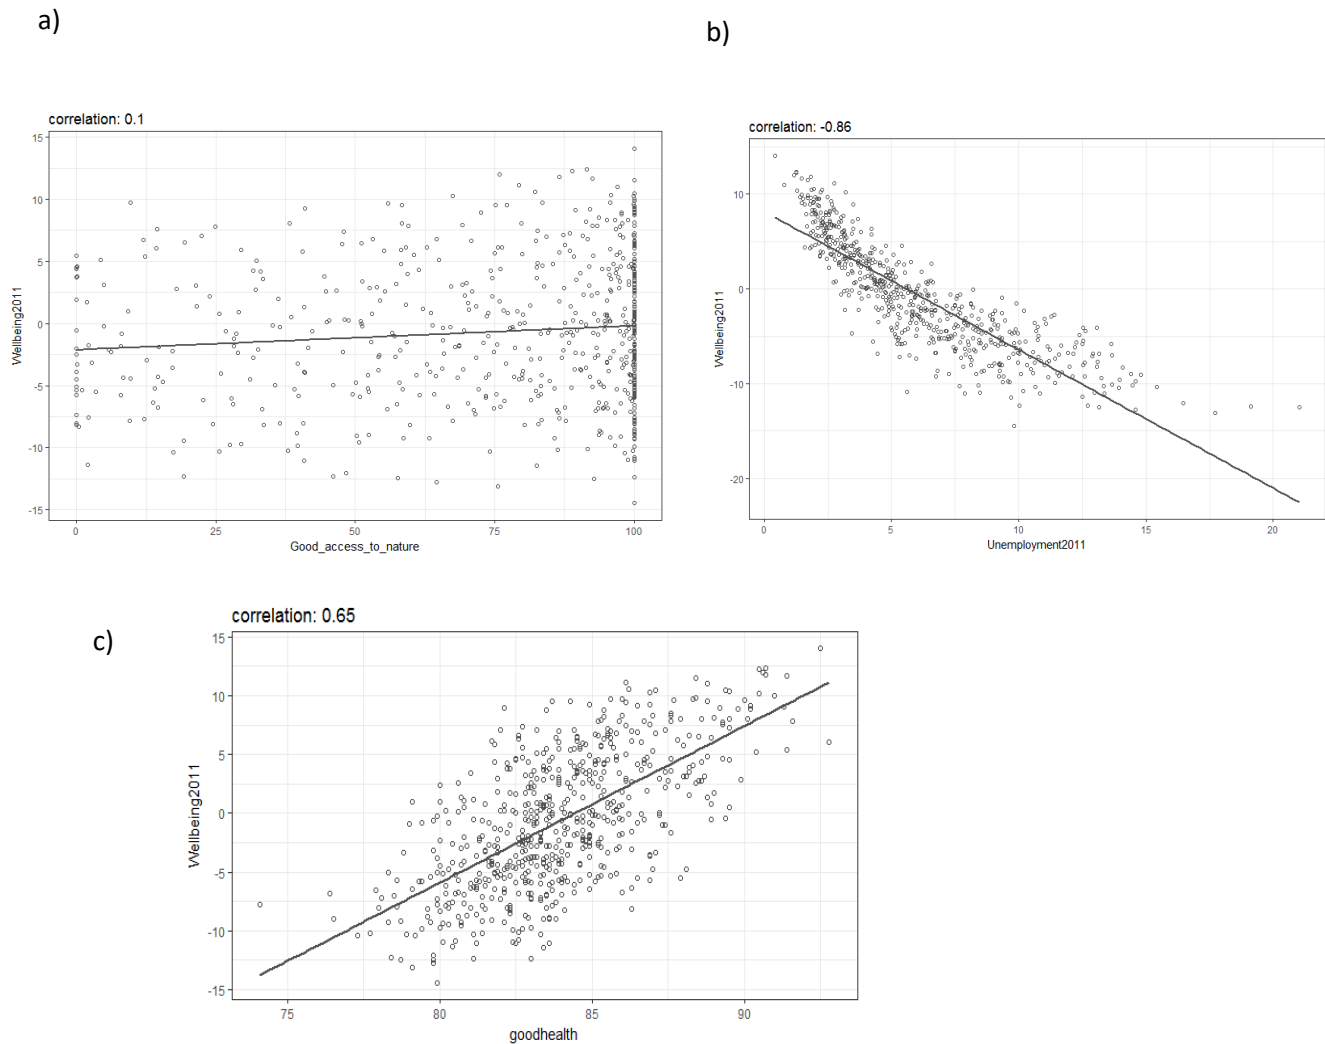 a)
b)
correlation: 0.1
15
10
5
0
-5
-10
-15
Wellbeing2011
0
25
50
75
100
Good_access_to_nature
correlation: -0.86
10
0
-10
-20
Wellbeing2011
0
5
10
15
20
Unemployment2011
c)
correlation: 0.65
15
10
5
0
-5
-10
-15
Wellbeing2011
75
80
85
90
goodhealth